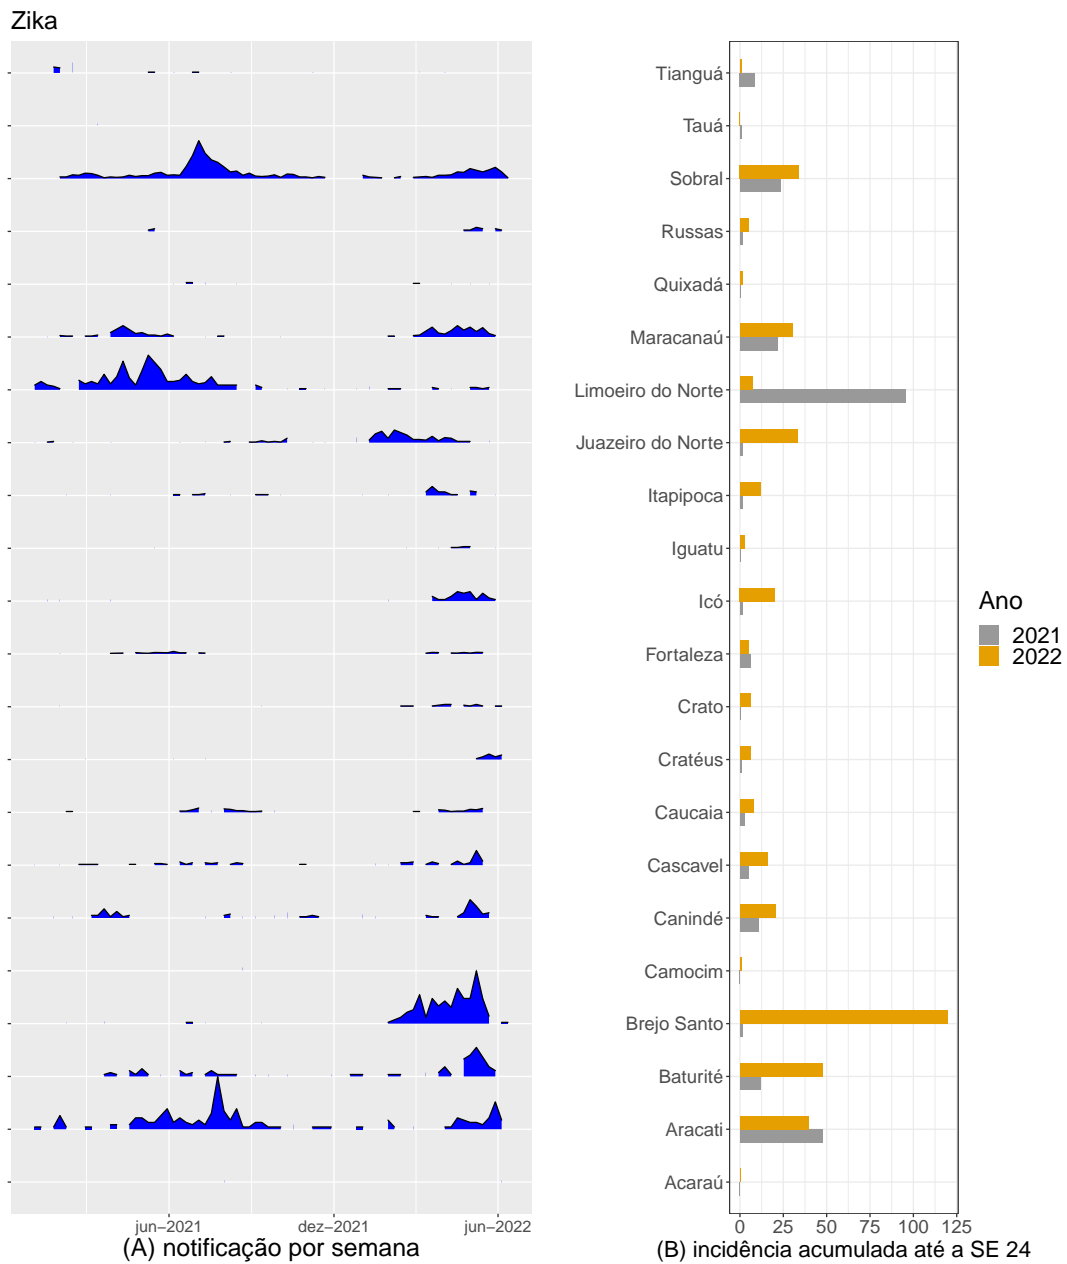 Zika
Tianguá
Tauá
Sobral
Russas
Quixadá
Maracanaú
Limoeiro do Norte
Juazeiro do Norte
Itapipoca
Iguatu
Icó
Fortaleza
Crato
Cratéus
Caucaia
Cascavel
Canindé
Camocim
Brejo Santo
Baturité
Aracati
Acaraú
Ano
2021
2022
jun−2021 dez−2021 jun−2022
0 25 50 75 100 125
(A) notificação por semana
(B) incidência acumulada até a SE 24